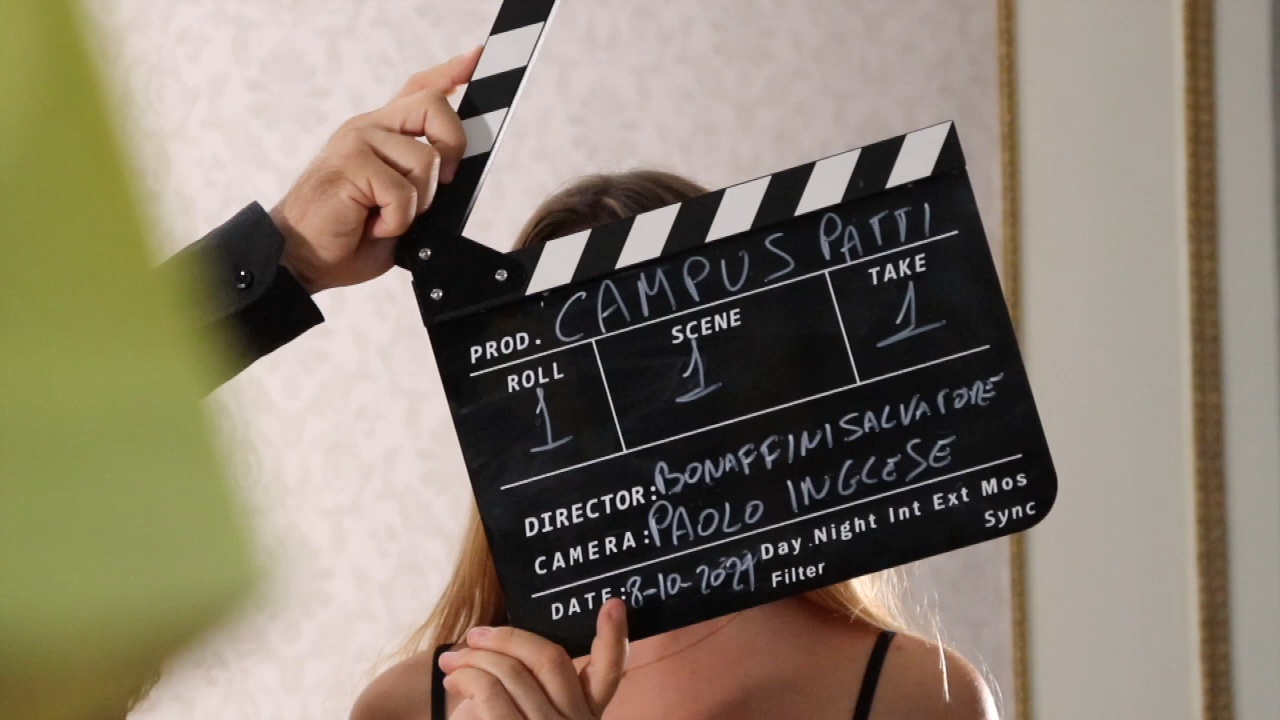 PROD. CAMPUS PATTI
ROLL SCENE TAKE
1 1 1
DIRECTOR: BONAFFINI SALVATORE
CAMERA: PAOLO INGLESE
DATE: 8-10-2021 Day Night Int Ext Mos
Filter Sync